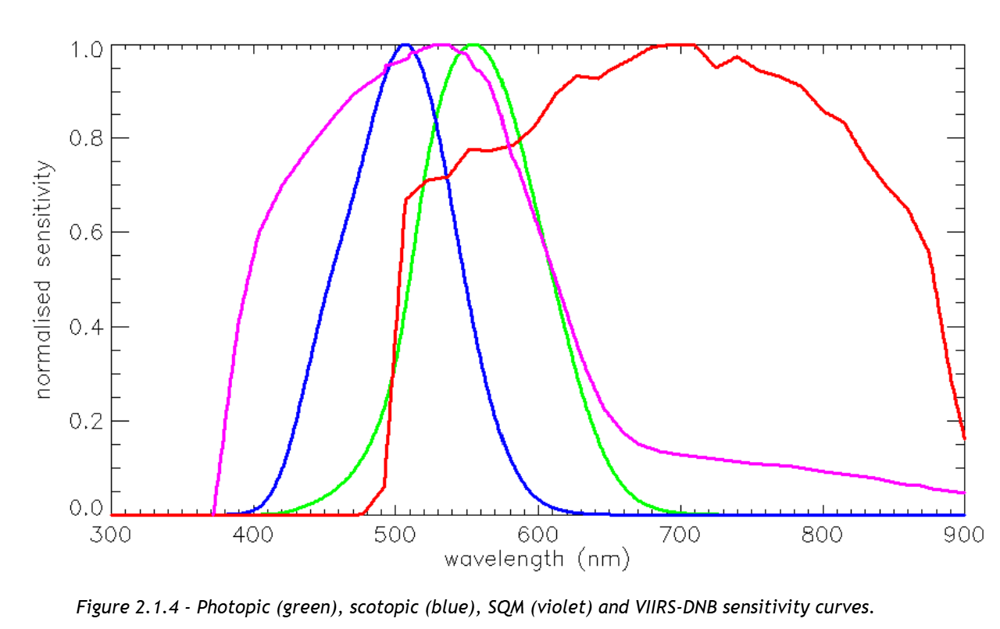 1.0
0.8
0.6
0.4
0.2
0.0
normalised sensitivity
300 400 500 600 700 800 900
wavelength (nm)
Figure 2.1.4 - Photopic (green), scotopic (blue), SQM (violet) and VIIRS-DNB sensitivity curves.